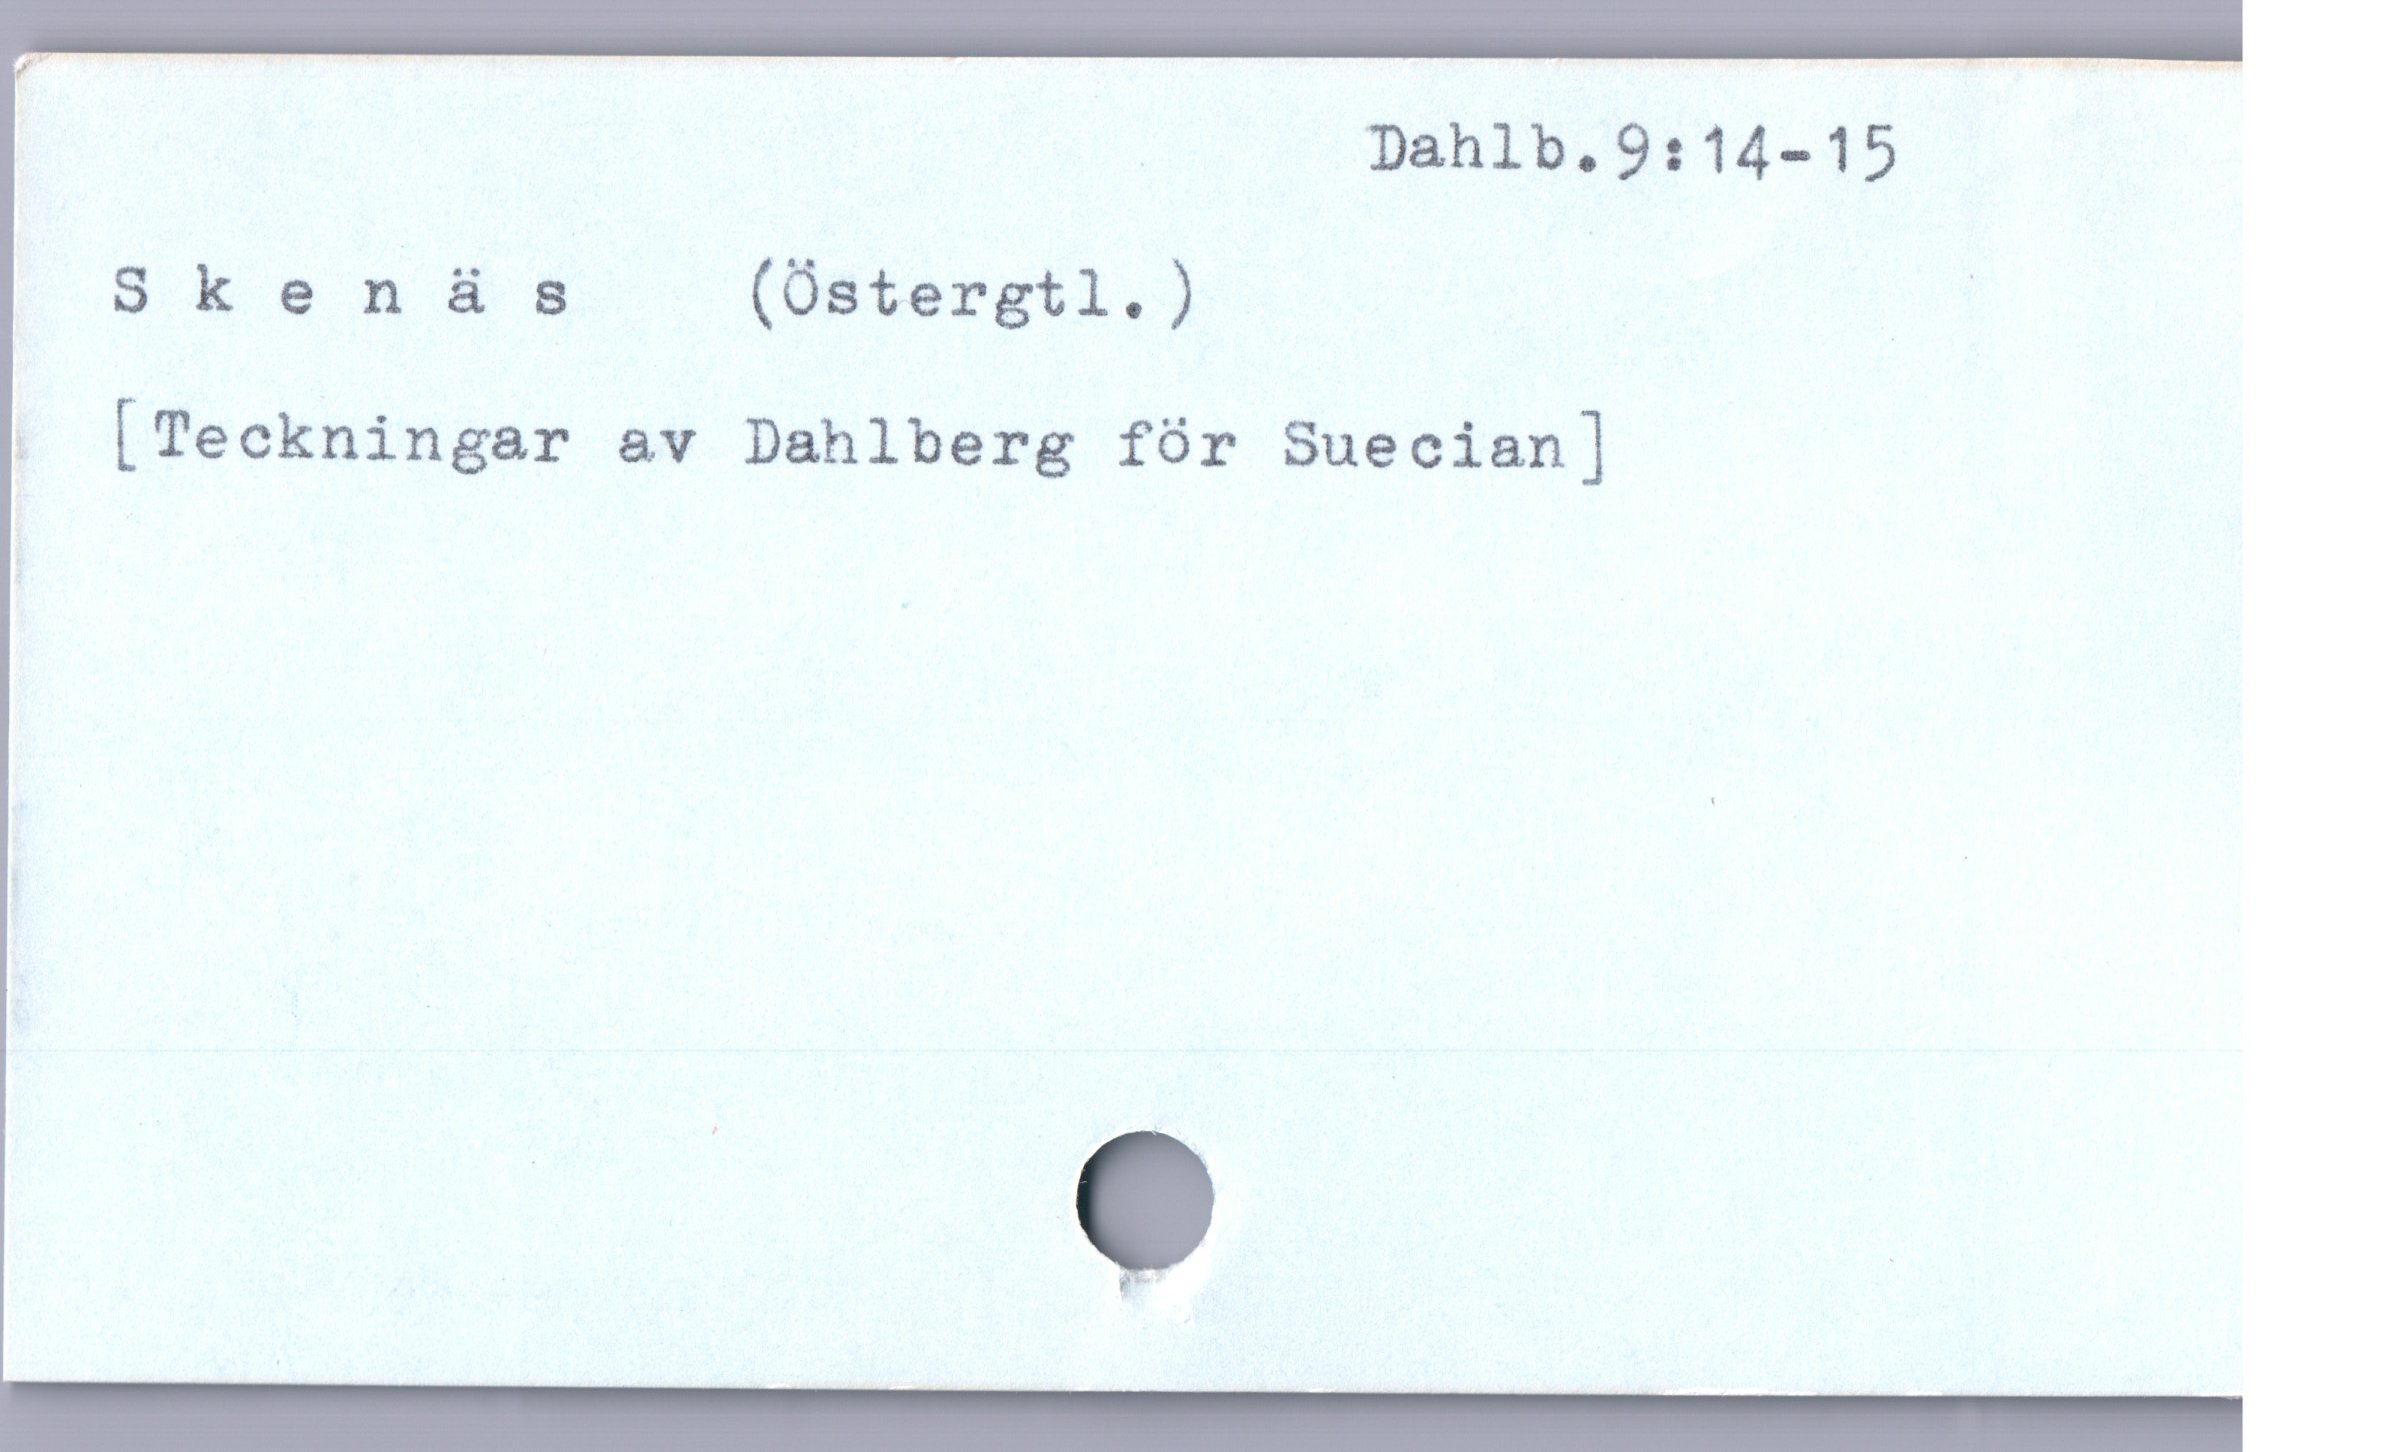 Dahlb.9:14-15
S k e n ä s (Östergtl.)
[Teckningar av Dahlberg för Suecian]